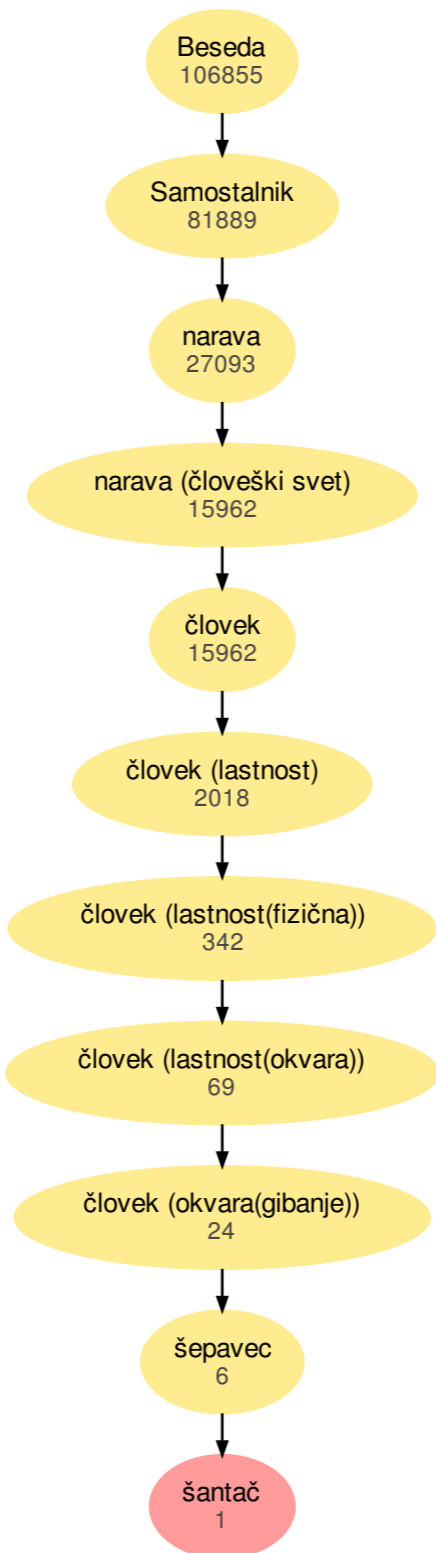 Beseda
106855
Samostalnik
81889
narava
27093
narava (človeški svet)
15962
človek
15962
človek (lastnost)
2018
človek (lastnost(fizična))
342
človek (lastnost(okvara))
69
človek (okvara(gibanje))
24
šepavec
6
šantač
1